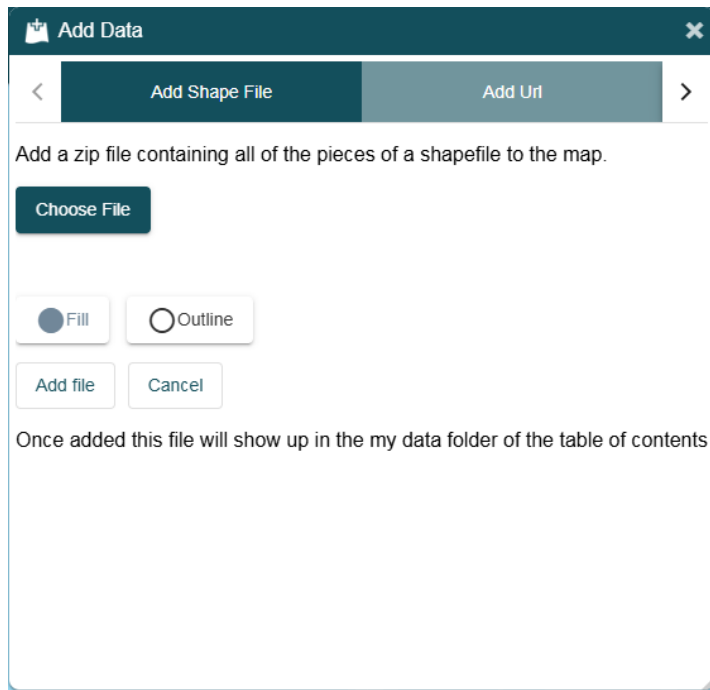 Add Data
Add Shape File
Add Url
Add a zip file containing all of the pieces of a shapefile to the map.
Choose File
Fill
Outline
Add file
Cancel
Once added this file will show up in the my data folder of the table of contents